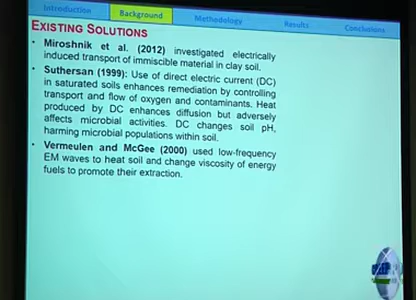 Introduction
Background
Methodology
Results
Conclusions
EXISTING SOLUTIONS
• Miroshnik et al. (2012) investigated electrically
induced transport of immiscible material in clay soil.
• Suthersan (1999): Use of direct electric current (DC)
in saturated soils enhances remediation by controlling
transport and flow of oxygen and contaminants. Heat
produced by DC enhances diffusion but adversely
affects microbial activities. DC changes soil pH,
harming microbial populations within soil.
• Vermeulen and McGee (2000) used low-frequency
EM waves to heat soil and change viscosity of energy
fuels to promote their extraction.